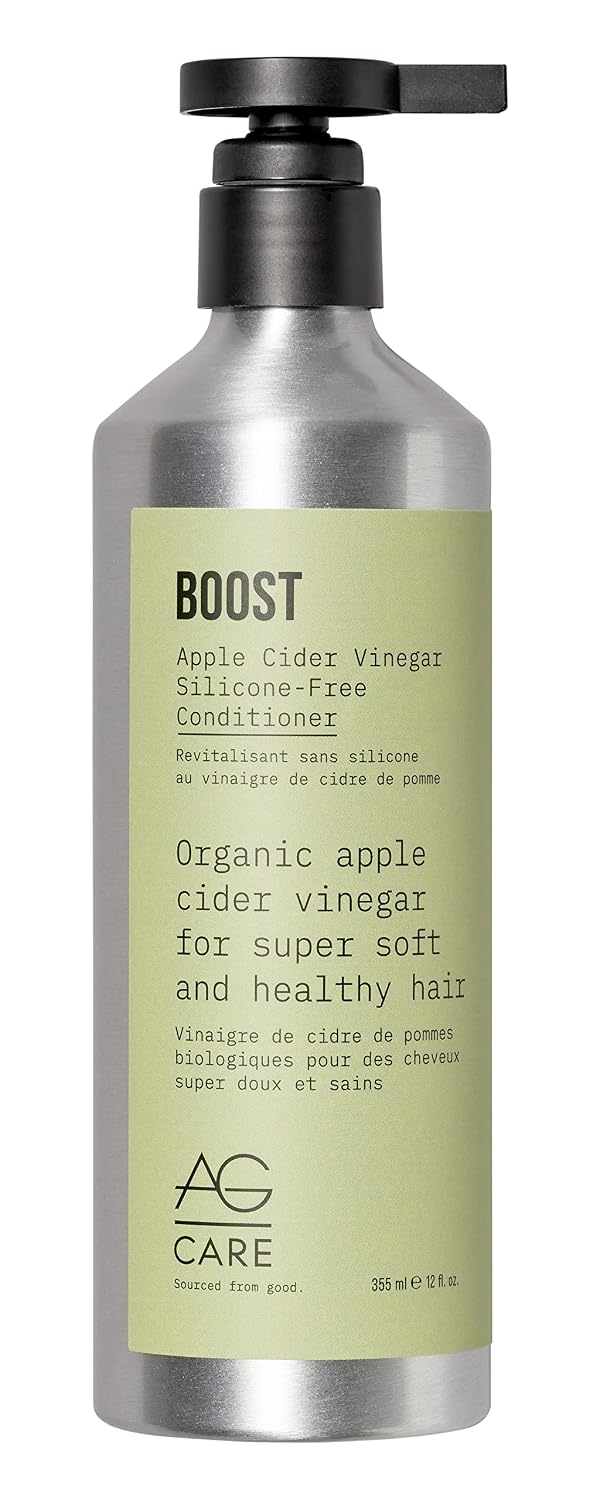 BOOST
Apple Cider Vinegar
Silicone-Free
Conditioner
Revitalisant sans silicone
au vinaigre de cidre de pomme
Organic apple
cider vinegar
for super soft
and healthy hair
Vinaigre de cidre de pommes
biologiques pour des cheveux
super doux et sains
AG
CARE
Sourced from good.
355 ml ℮ 12 fl. oz.